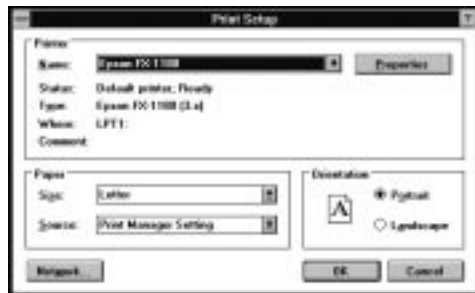 Print Setup
Printer
Name: Epson FX-1180 Properties
Status: Default printer; Ready
Type: Epson FX-1180 (3.x)
Where: LPT1:
Comment:
Paper
Size: Letter
Source: Print Manager Setting
Orientation
A
Portrait
Landscape
Network... OK Cancel